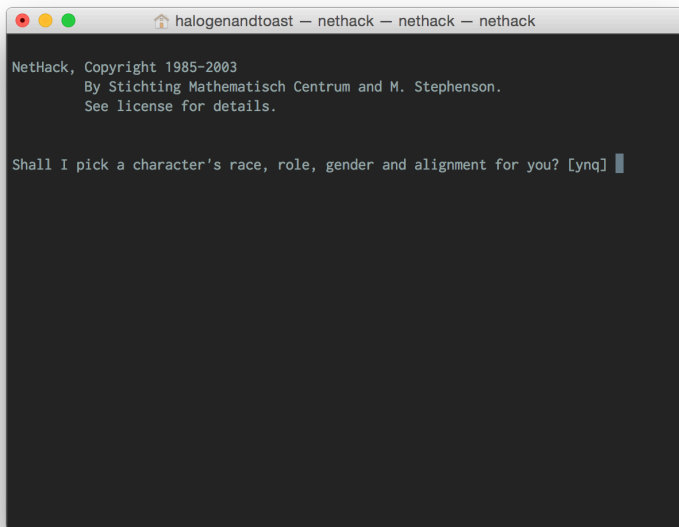 halogenandtoast — nethack — nethack — nethack
NetHack, Copyright 1985-2003
By Stichting Mathematisch Centrum and M. Stephenson.
See license for details.
Shall I pick a character's race, role, gender and alignment for you? [ynq]